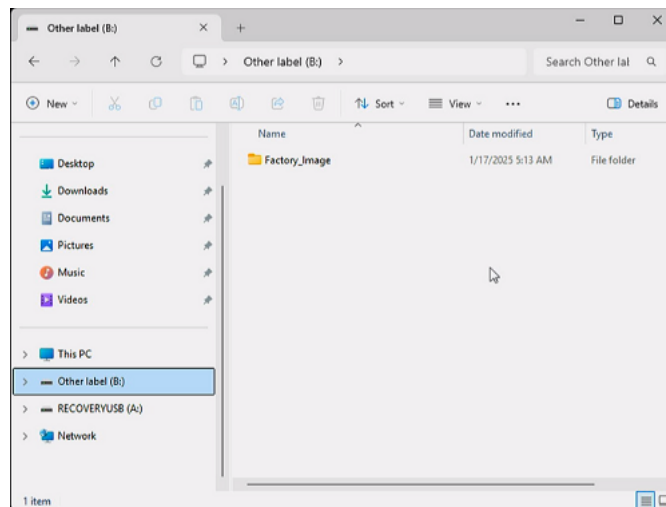 Other label (B:)
Other label (B:)
Search Other lal
New
Sort
View
Details
Name
Date modified
Type
Factory_Image
1/17/2025 5:13 AM
File folder
Desktop
Downloads
Documents
Pictures
Music
Videos
This PC
Other label (B:)
RECOVERYUSB (A:)
Network
1 item